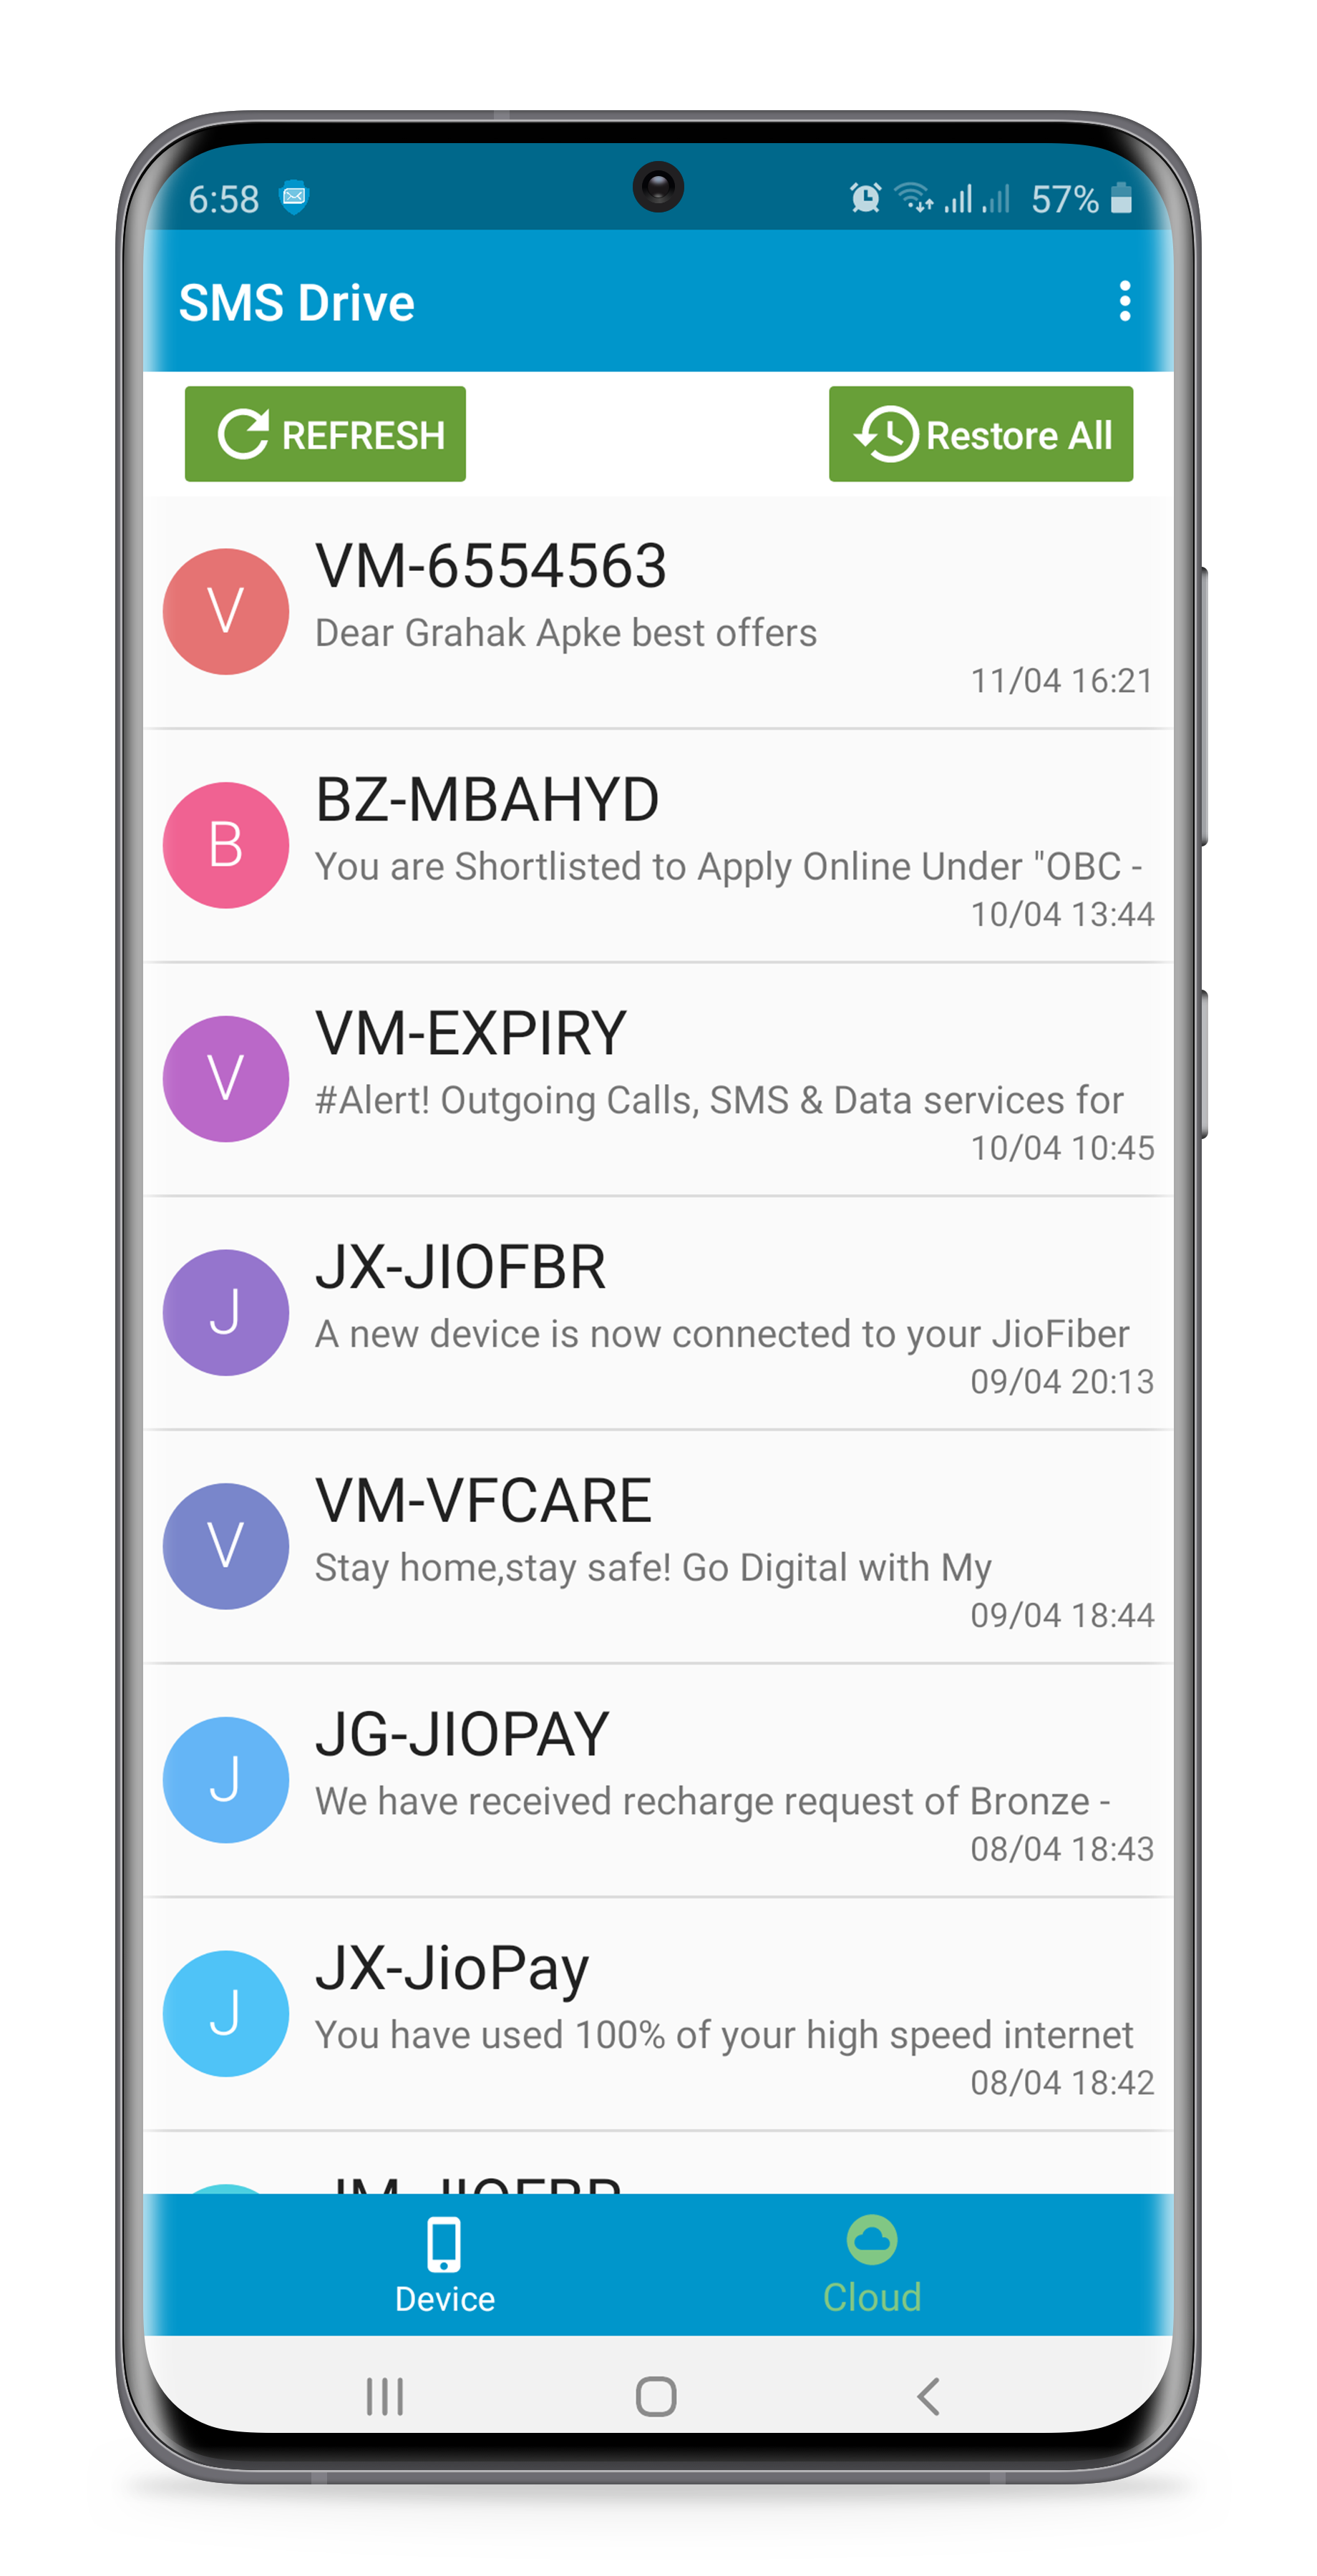 6:58
57%
SMS Drive
REFRESH
Restore All
V
VM-6554563
Dear Grahak Apke best offers
11/04 16:21
B
BZ-MBAHYD
You are Shortlisted to Apply Online Under "OBC -
10/04 13:44
V
VM-EXPIRY
#Alert! Outgoing Calls, SMS & Data services for
10/04 10:45
J
JX-JIOFBR
A new device is now connected to your JioFiber
09/04 20:13
V
VM-VFCARE
Stay home,stay safe! Go Digital with My
09/04 18:44
J
JG-JIOPAY
We have received recharge request of Bronze -
08/04 18:43
J
JX-JioPay
You have used 100% of your high speed internet
08/04 18:42
Device
Cloud